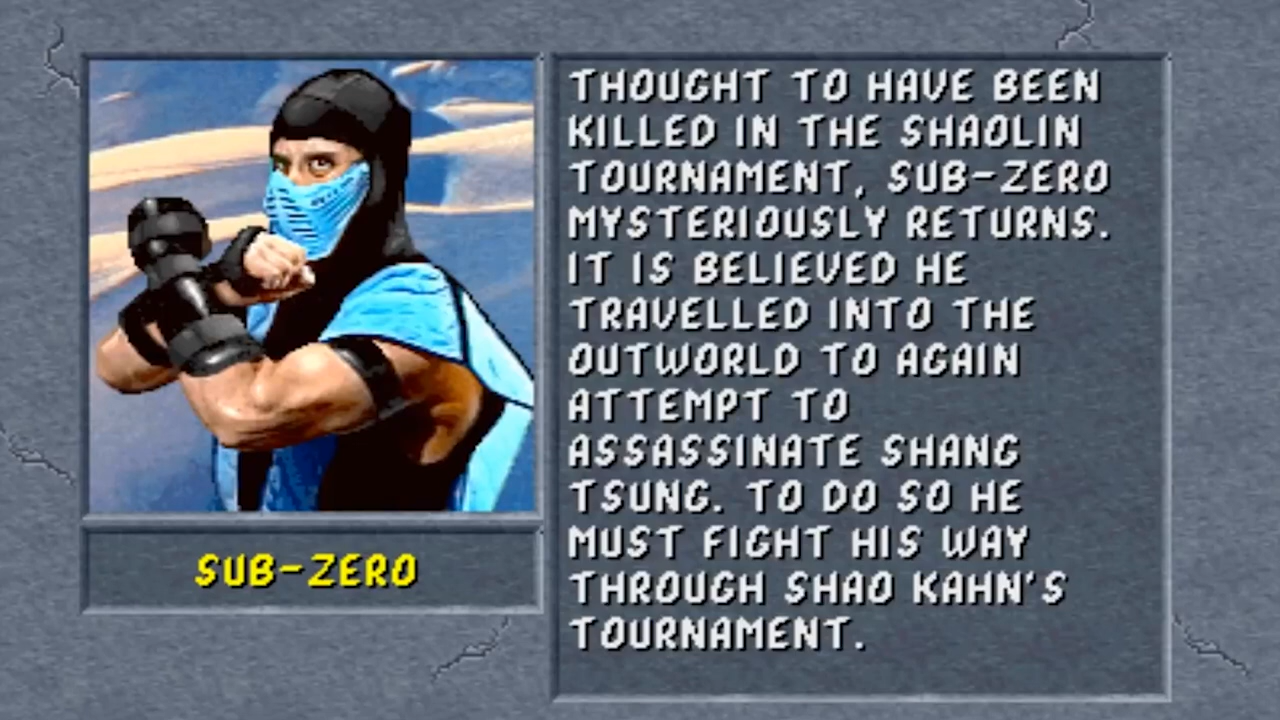 THOUGHT TO HAVE BEEN
KILLED IN THE SHAOLIN
TOURNAMENT, SUB-ZERO
MYSTERIOUSLY RETURNS.
IT IS BELIEVED HE
TRAVELLED INTO THE
OUTWORLD TO AGAIN
ATTEMPT TO
ASSASSINATE SHANG
TSUNG. TO DO SO HE
MUST FIGHT HIS WAY
THROUGH SHAO KAHN'S
TOURNAMENT.
SUB-ZERO